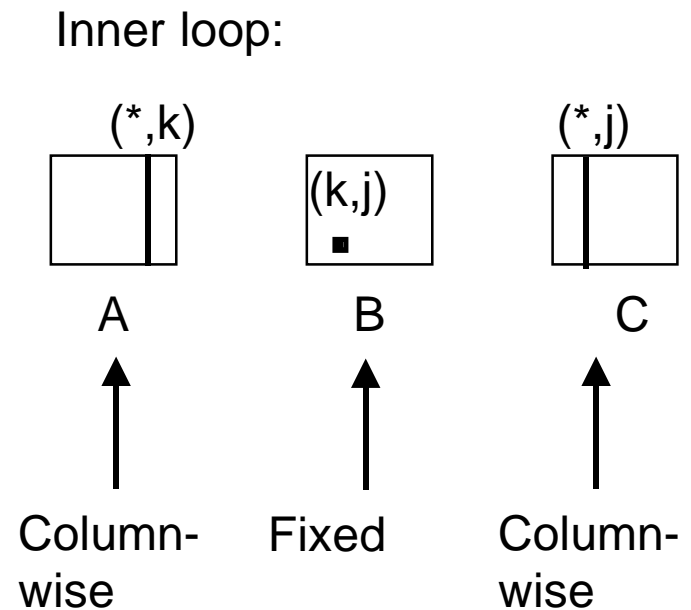 Inner loop:
(*,k)
(*,j)
(k,j)
A
B
C
Column-
wise
Fixed
Column-
wise